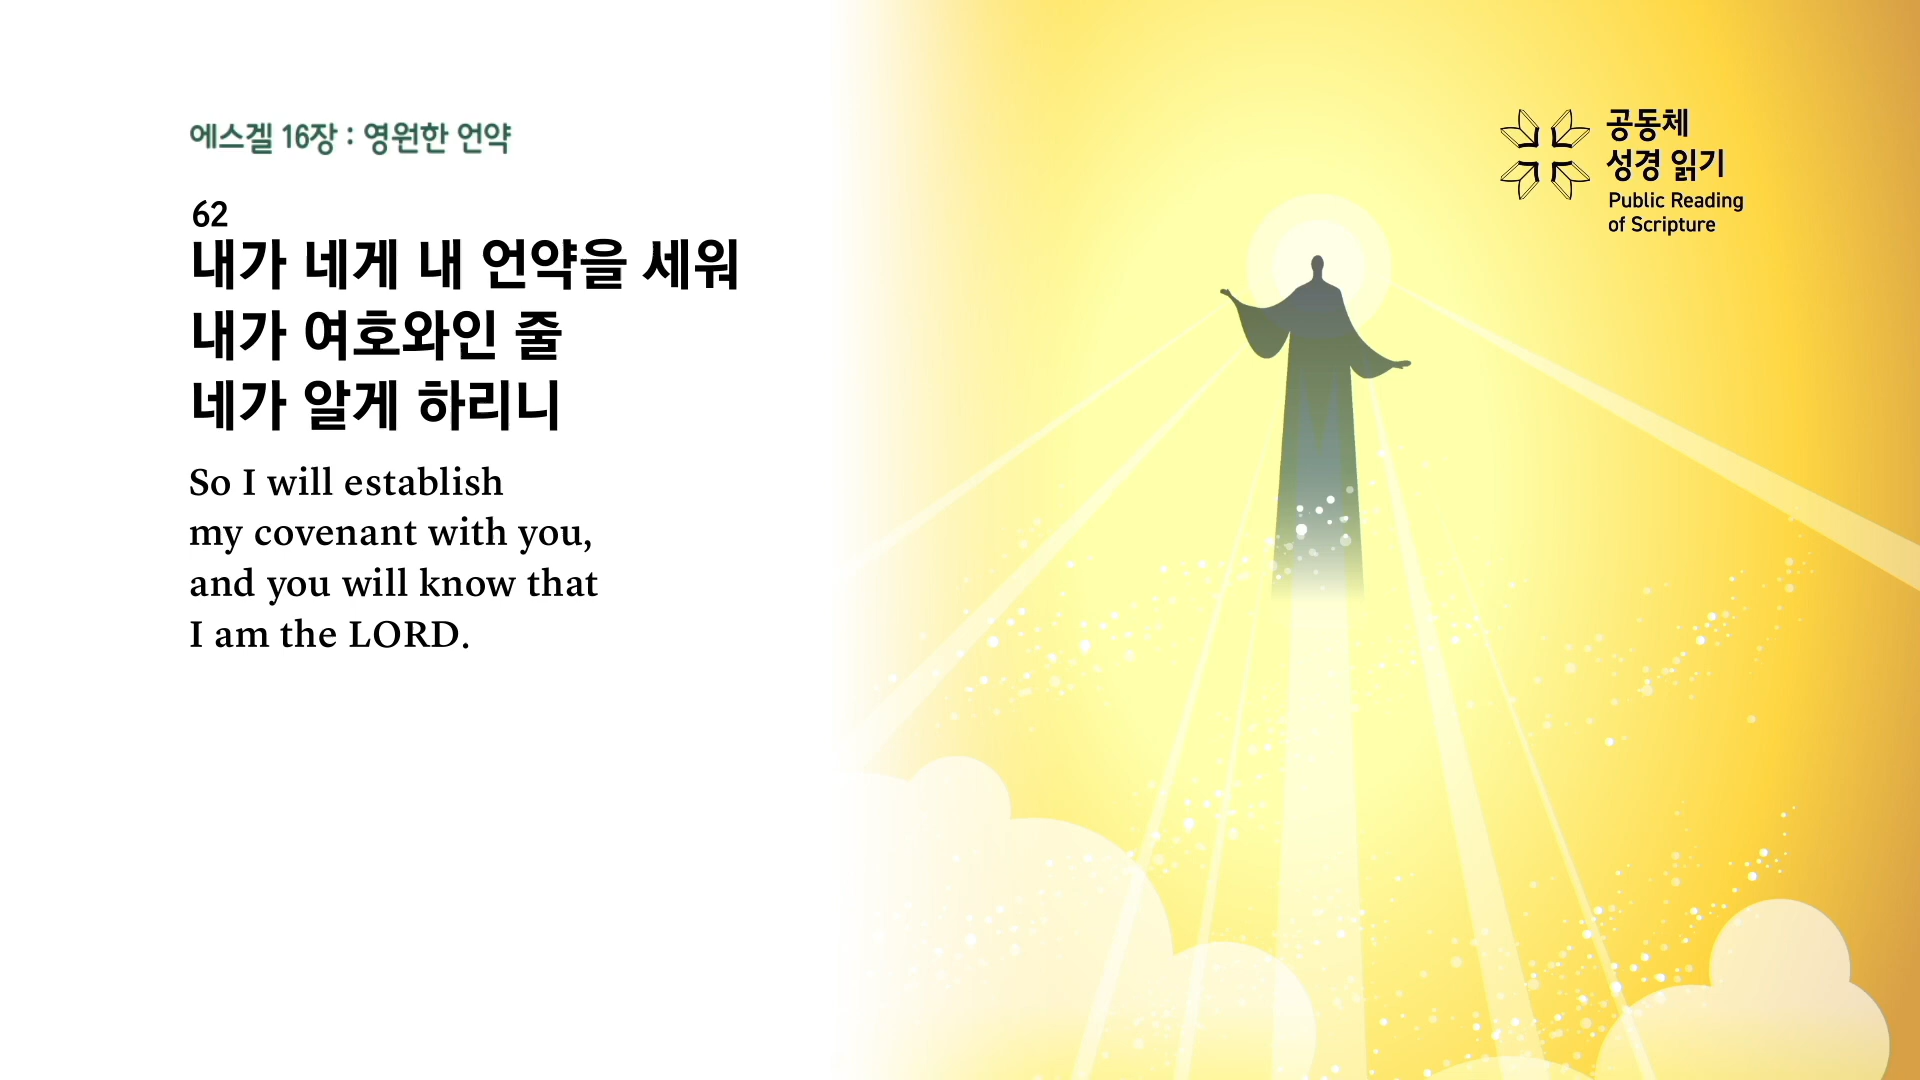 에스겔 16장 : 영원한 언약
62
내가 네게 내 언약을 세워
내가 여호와인 줄
네가 알게 하리니
So I will establish
my covenant with you,
and you will know that
I am the LORD.
공동체
성경 읽기
Public Reading
of Scripture